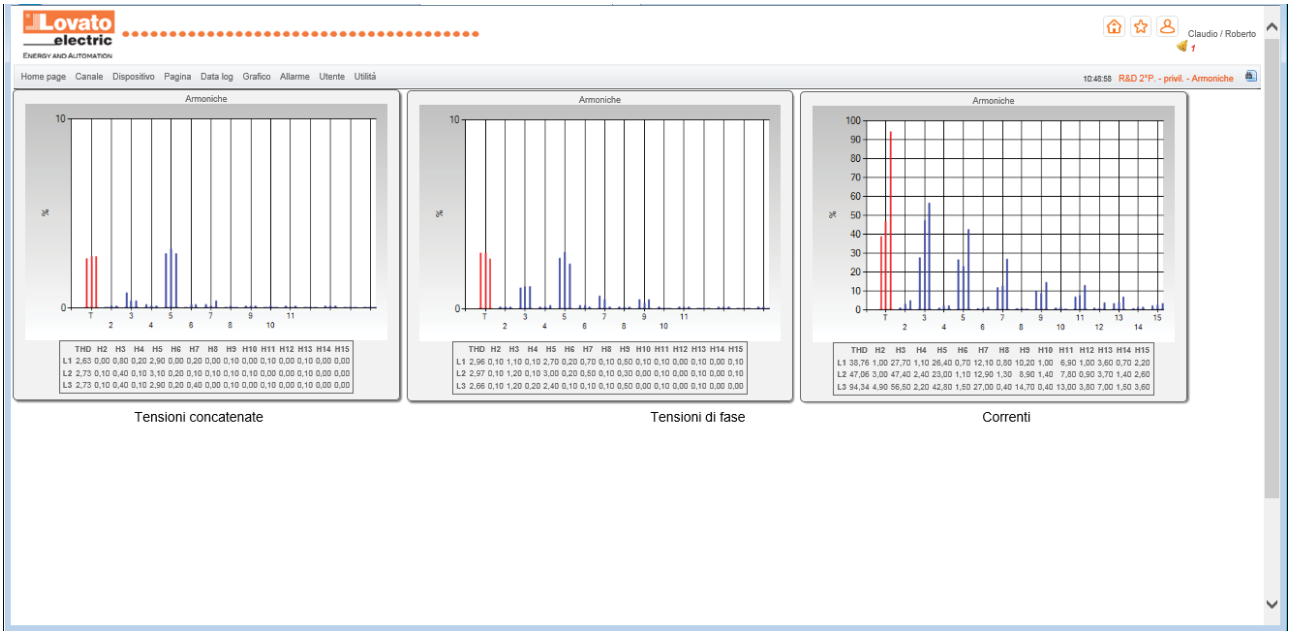 Lovato
electric
ENERGY AND AUTOMATION
Claudio / Roberto
1
Home page Canale Dispositivo Pagina Data log Grafico Allarme Utente Utilità
10:48:58 R&D 2°P. - privil. - Armoniche
Armoniche
10
%
0
T 3 5 7 9 11
2 4 6 8 10
THD H2 H3 H4 H5 H6 H7 H8 H9 H10 H11 H12 H13 H14 H15
L1 2,63 0,00 0,80 0,20 2,90 0,00 0,20 0,00 0,10 0,00 0,10 0,00 0,10 0,00 0,00
L2 2,73 0,10 0,40 0,10 3,10 0,20 0,10 0,10 0,10 0,10 0,00 0,00 0,10 0,00 0,00
L3 2,73 0,10 0,40 0,10 2,90 0,20 0,40 0,00 0,10 0,00 0,10 0,00 0,10 0,00 0,00
Tensioni concatenate
Armoniche
10
%
0
T 3 5 7 9 11
2 4 6 8 10
THD H2 H3 H4 H5 H6 H7 H8 H9 H10 H11 H12 H13 H14 H15
L1 2,96 0,10 1,10 0,10 2,70 0,20 0,70 0,10 0,50 0,10 0,10 0,00 0,10 0,00 0,10
L2 2,97 0,10 1,20 0,10 3,00 0,20 0,50 0,10 0,30 0,00 0,10 0,00 0,10 0,00 0,10
L3 2,66 0,10 1,20 0,20 2,40 0,10 0,10 0,10 0,50 0,00 0,10 0,00 0,10 0,00 0,00
Tensioni di fase
Armoniche
100
90
80
70
60
%
50
40
30
20
10
0
T 3 5 7 9 11 13 15
2 4 6 8 10 12 14
THD H2 H3 H4 H5 H6 H7 H8 H9 H10 H11 H12 H13 H14 H15
L1 38,76 1,00 27,70 1,10 26,40 0,70 12,10 0,80 10,20 1,00 6,90 1,00 3,60 0,70 2,20
L2 47,06 3,00 47,40 2,40 23,00 1,10 12,90 1,30 8,90 1,40 7,80 0,90 3,70 1,40 2,60
L3 94,34 4,90 56,50 2,20 42,80 1,50 27,00 0,40 14,70 0,40 13,00 3,80 7,00 1,50 3,60
Correnti